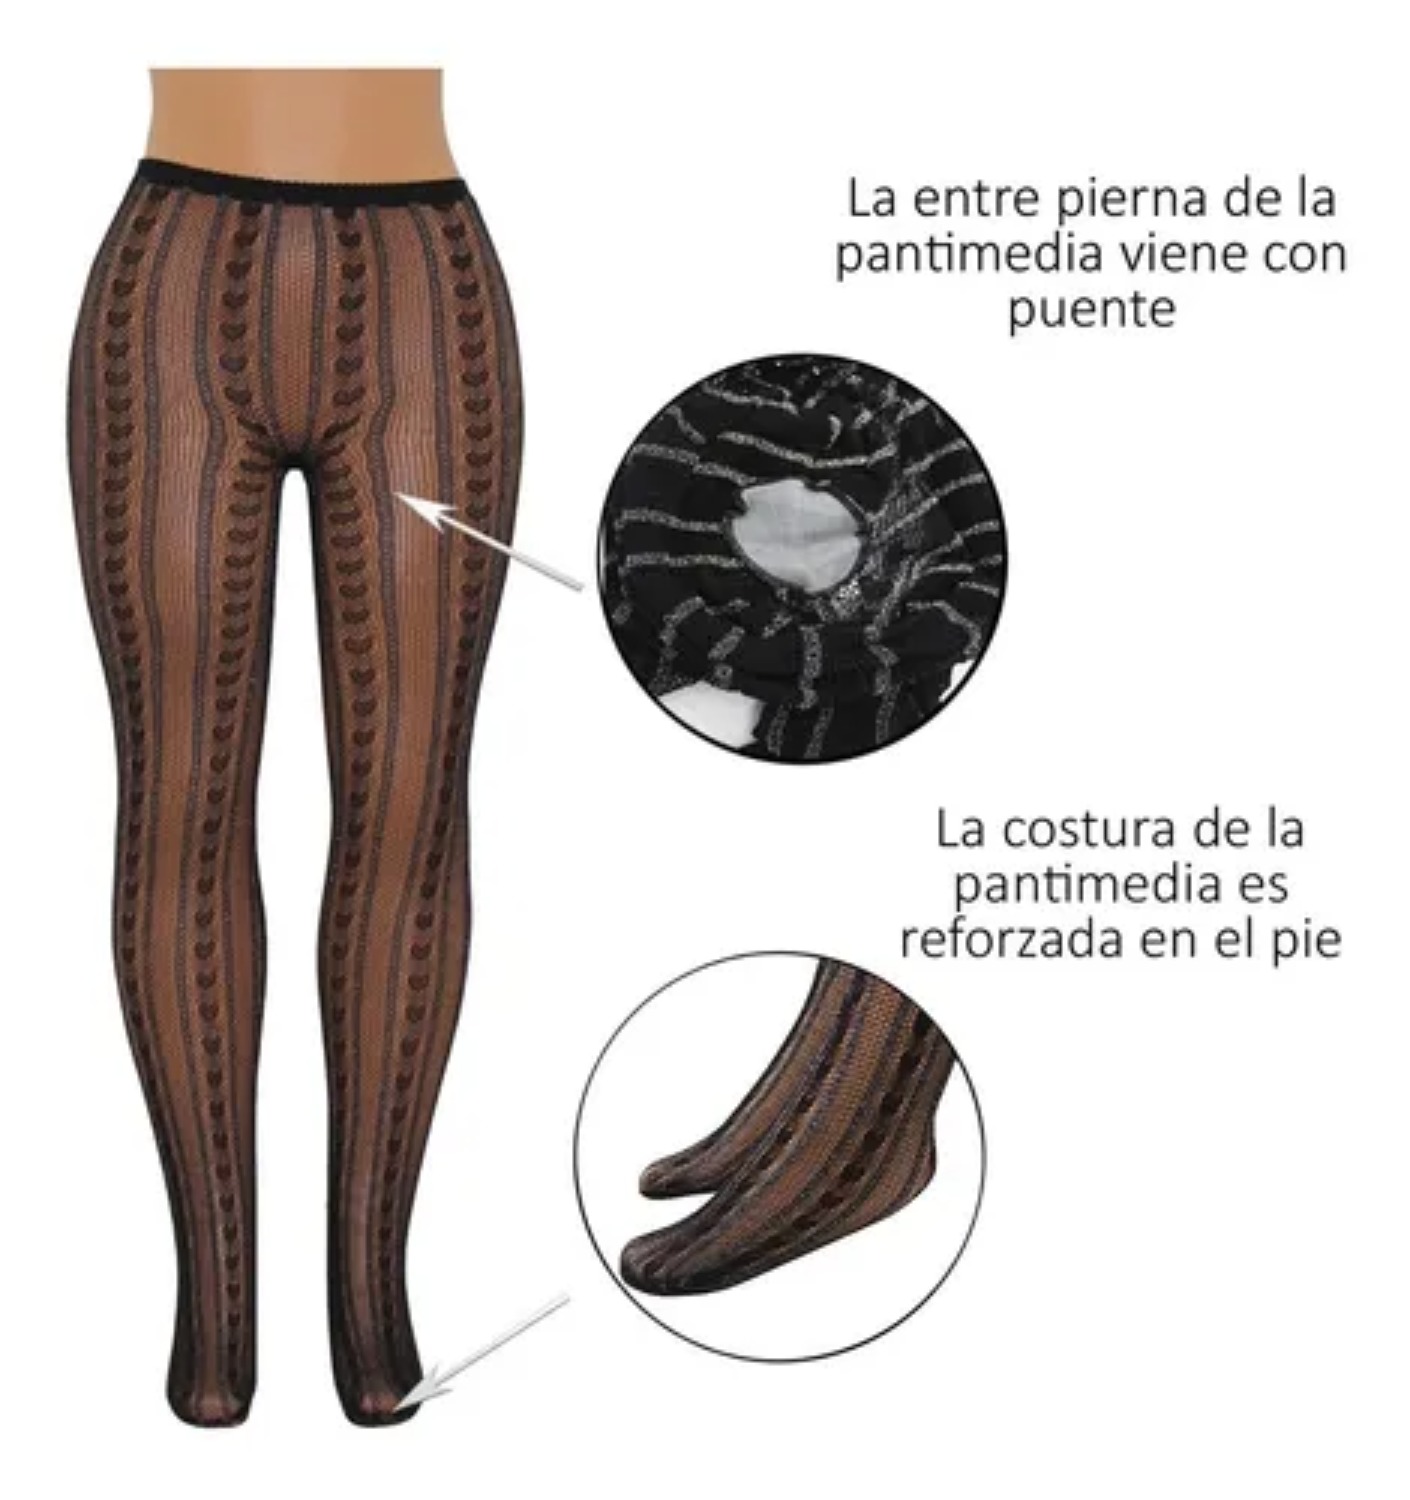 La entre pierna de la
pantimedia viene con
puente
La costura de la
pantimedia es
reforzada en el pie